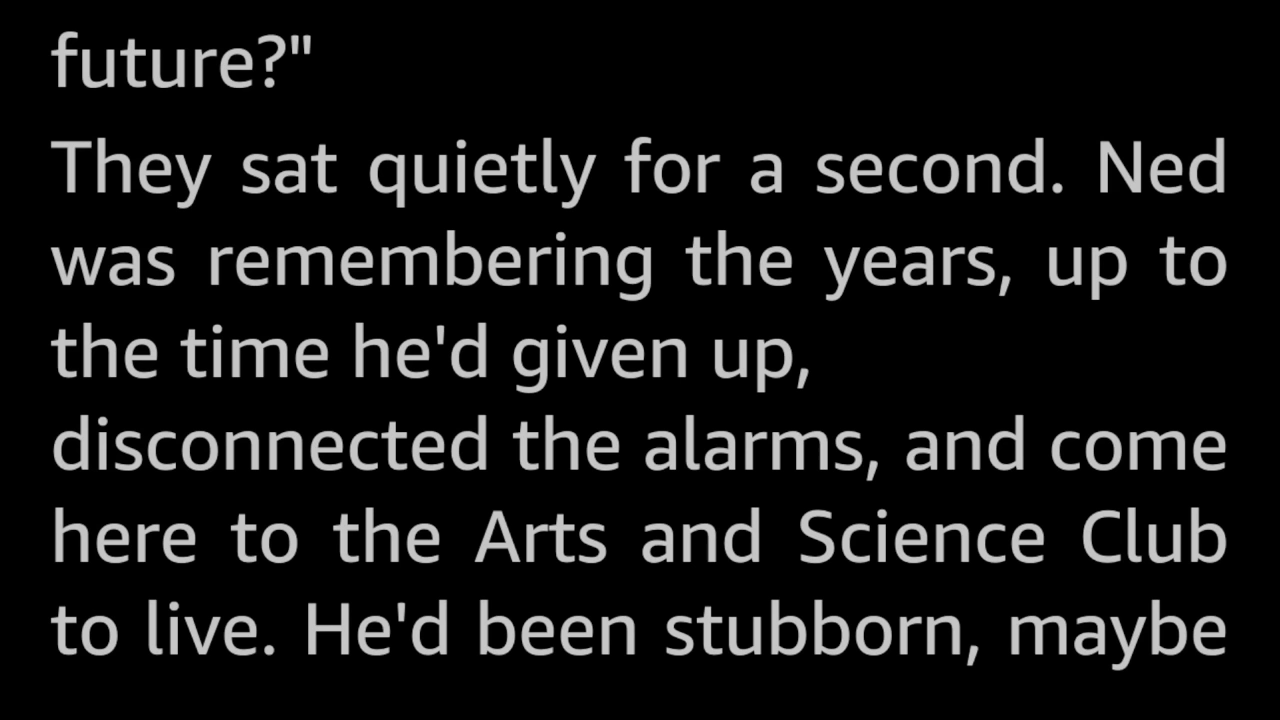 future?"
They sat quietly for a second. Ned
was remembering the years, up to
the time he'd given up,
disconnected the alarms, and come
here to the Arts and Science Club
to live. He'd been stubborn, maybe